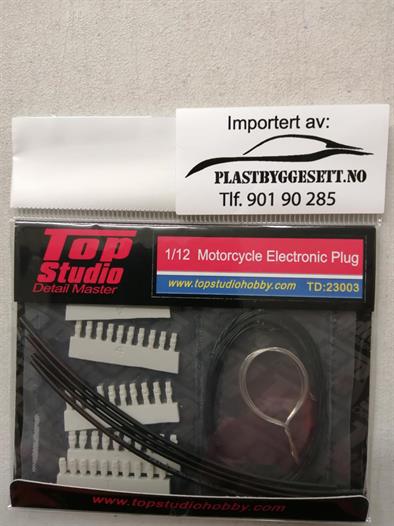 Importert av:
PLASTBYGGESETT.NO
Tlf. 901 90 285
Top
Studio
Detail Master
1/12 Motorcycle Electronic Plug
www.topstudiohobby.com TD:23003
www.topstudiohobby.com